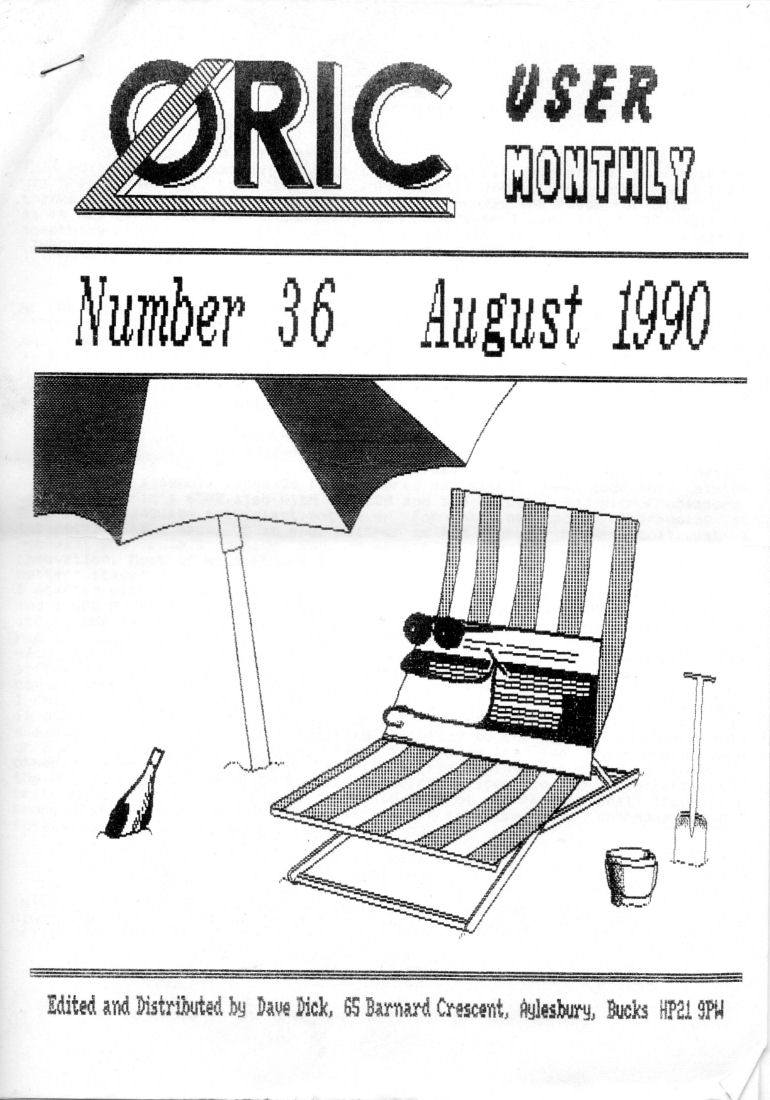 ORIC
USER
MONTHLY
Number 36 August 1990
Edited and Distributed by Dave Dick, 65 Barnard Crescent, Aylesbury, Bucks HP21 9PW